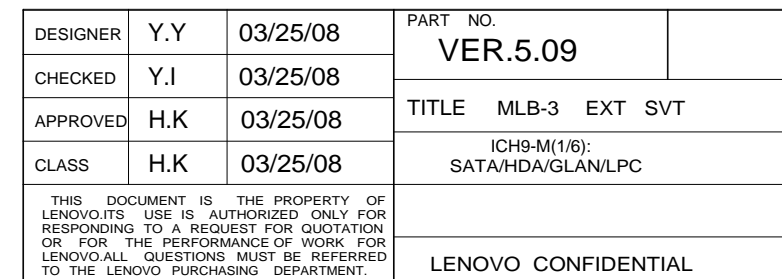 DESIGNER Y.Y 03/25/08
CHECKED Y.I 03/25/08
APPROVED H.K 03/25/08
CLASS H.K 03/25/08
THIS DOCUMENT IS THE PROPERTY OF
LENOVO.ITS USE IS AUTHORIZED ONLY FOR
RESPONDING TO A REQUEST FOR QUOTATION
OR FOR THE PERFORMANCE OF WORK FOR
LENOVO.ALL QUESTIONS MUST BE REFERRED
TO THE LENOVO PURCHASING DEPARTMENT.
PART NO.
VER.5.09
TITLE MLB-3 EXT SVT
ICH9-M(1/6):
SATA/HDA/GLAN/LPC
LENOVO CONFIDENTIAL